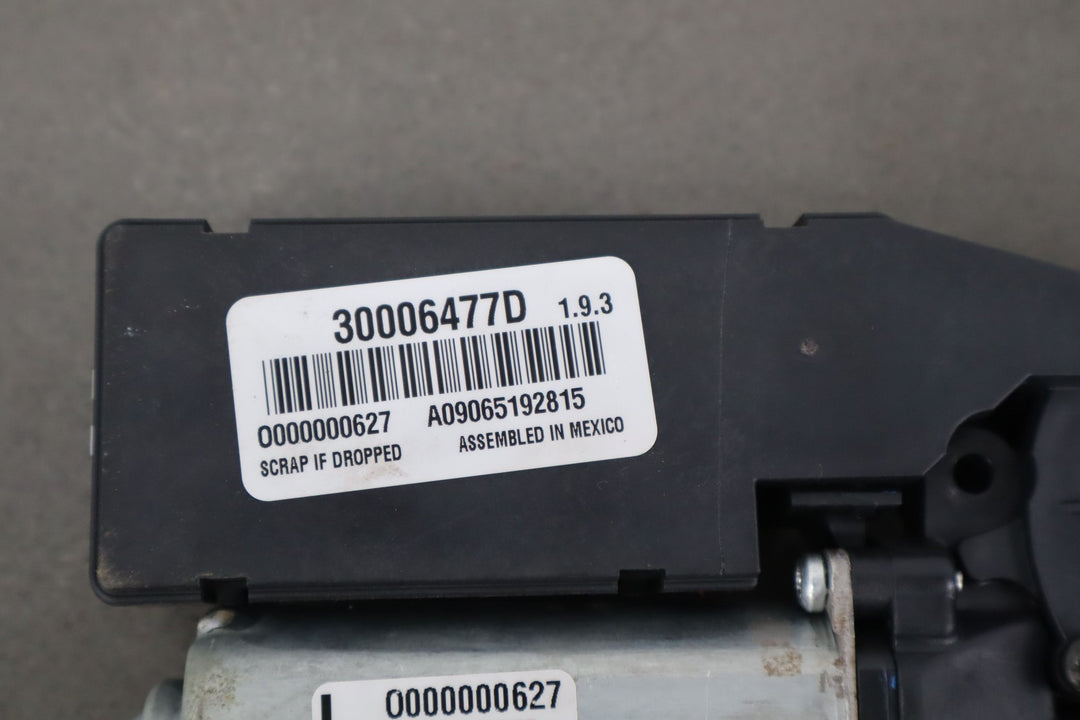 30006477D 1.9.3
0000000627 A09065192815
SCRAP IF DROPPED ASSEMBLED IN MEXICO
0000000627